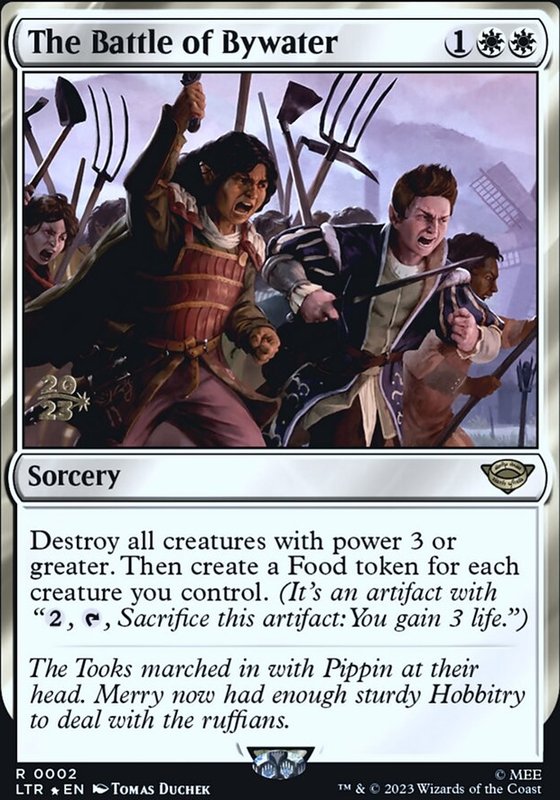 The Battle of Bywater 1
20
23
Sorcery
Destroy all creatures with power 3 or
greater. Then create a Food token for each
creature you control. (It's an artifact with
"2, , Sacrifice this artifact: You gain 3 life.")
The Tooks marched in with Pippin at their
head. Merry now had enough sturdy Hobbitry
to deal with the ruffians.
R 0002
LTR ★ EN Tomas Duchek
© MEE
™ & © 2023 Wizards of the Coast